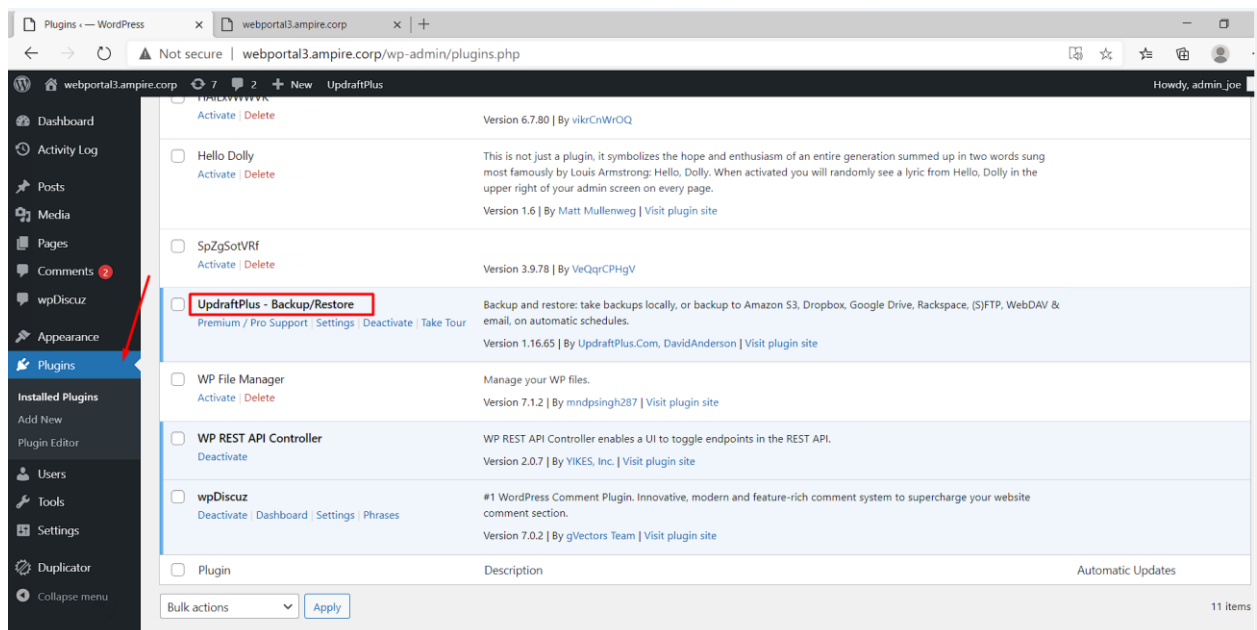 Plugins ‹ — WordPress
webportal3.ampire.corp
Not secure | webportal3.ampire.corp/wp-admin/plugins.php
webportal3.ampire.corp 7 2 New UpdraftPlus Howdy, admin_joe
Dashboard
Activity Log
Posts
Media
Pages
Comments 2
wpDiscuz
Appearance
Plugins
Installed Plugins
Add New
Plugin Editor
Users
Tools
Settings
Duplicator
Collapse menu
Activate | Delete
Version 6.7.80 | By vikrCnWrOQ
Hello Dolly
Activate | Delete
This is not just a plugin, it symbolizes the hope and enthusiasm of an entire generation summed up in two words sung
most famously by Louis Armstrong: Hello, Dolly. When activated you will randomly see a lyric from Hello, Dolly in the
upper right of your admin screen on every page.
Version 1.6 | By Matt Mullenweg | Visit plugin site
SpZgSotVRf
Activate | Delete
Version 3.9.78 | By VeQqrCPHgV
UpdraftPlus - Backup/Restore
Premium / Pro Support | Settings | Deactivate | Take Tour
Backup and restore: take backups locally, or backup to Amazon S3, Dropbox, Google Drive, Rackspace, (S)FTP, WebDAV &
email, on automatic schedules.
Version 1.16.65 | By UpdraftPlus.Com, DavidAnderson | Visit plugin site
WP File Manager
Activate | Delete
Manage your WP files.
Version 7.1.2 | By mndpsingh287 | Visit plugin site
WP REST API Controller
Deactivate
WP REST API Controller enables a UI to toggle endpoints in the REST API.
Version 2.0.7 | By YIKES, Inc. | Visit plugin site
wpDiscuz
Deactivate | Dashboard | Settings | Phrases
#1 WordPress Comment Plugin. Innovative, modern and feature-rich comment system to supercharge your website
comment section.
Version 7.0.2 | By gVectors Team | Visit plugin site
Plugin Description Automatic Updates
Bulk actions Apply 11 items